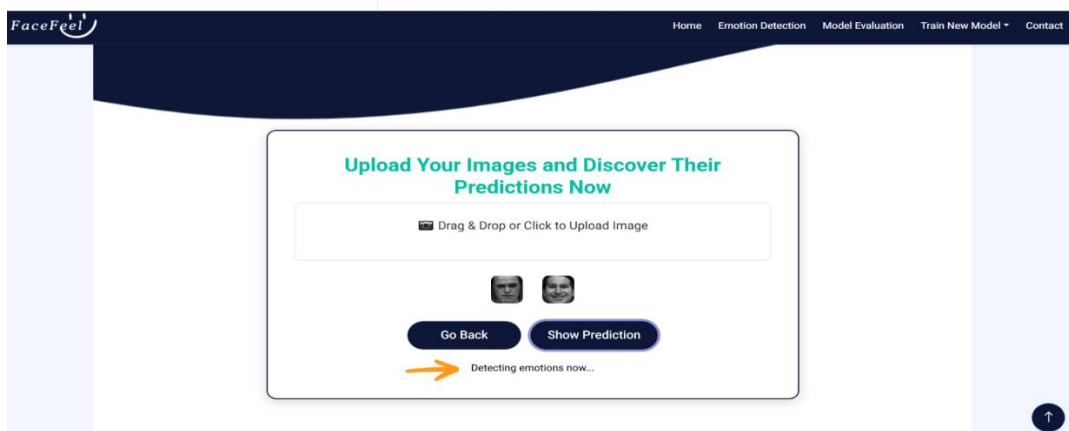 FaceFeel
Home Emotion Detection Model Evaluation Train New Model Contact
Upload Your Images and Discover Their
Predictions Now
Drag & Drop or Click to Upload Image
Go Back Show Prediction
Detecting emotions now...